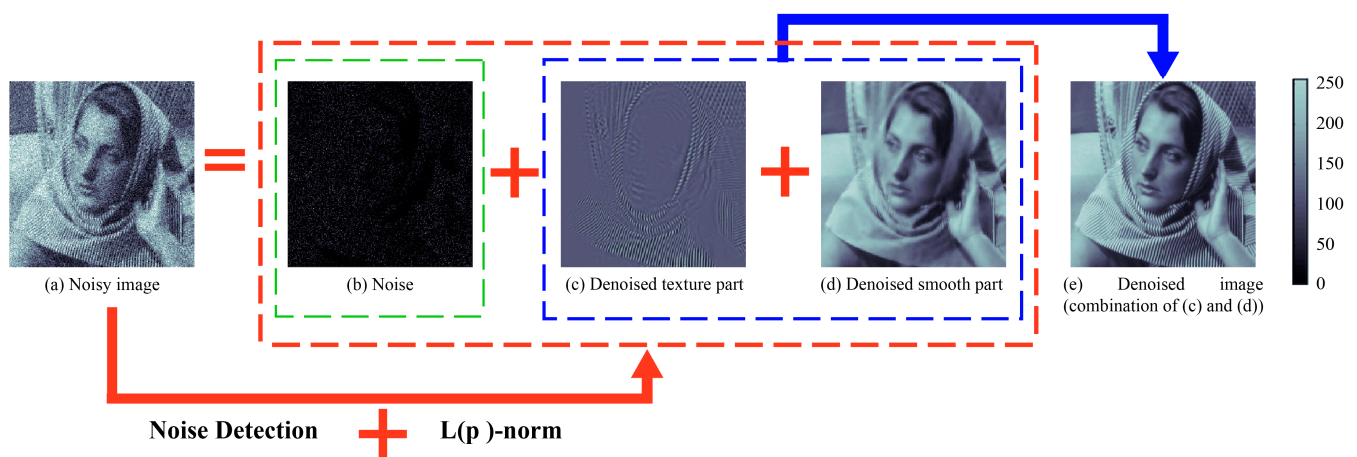 (a) Noisy image
(b) Noise
(c) Denoised texture part
(d) Denoised smooth part
(e) Denoised image
(combination of (c) and (d))
250
200
150
100
50
0
Noise Detection + L(p )-norm